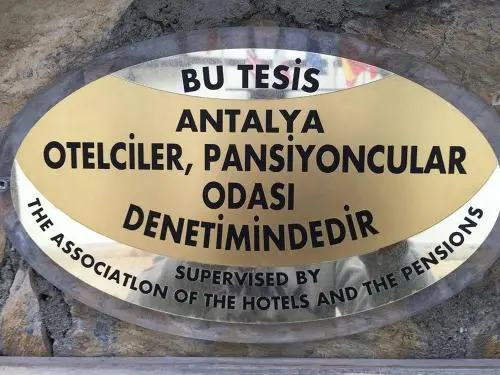 BU TESİS
ANTALYA
OTELCİLER, PANSİYONCULAR
ODASI
DENETİMİNDEDİR
SUPERVISED BY
THE ASSOCIATLON OF THE HOTELS AND THE PENSIONS